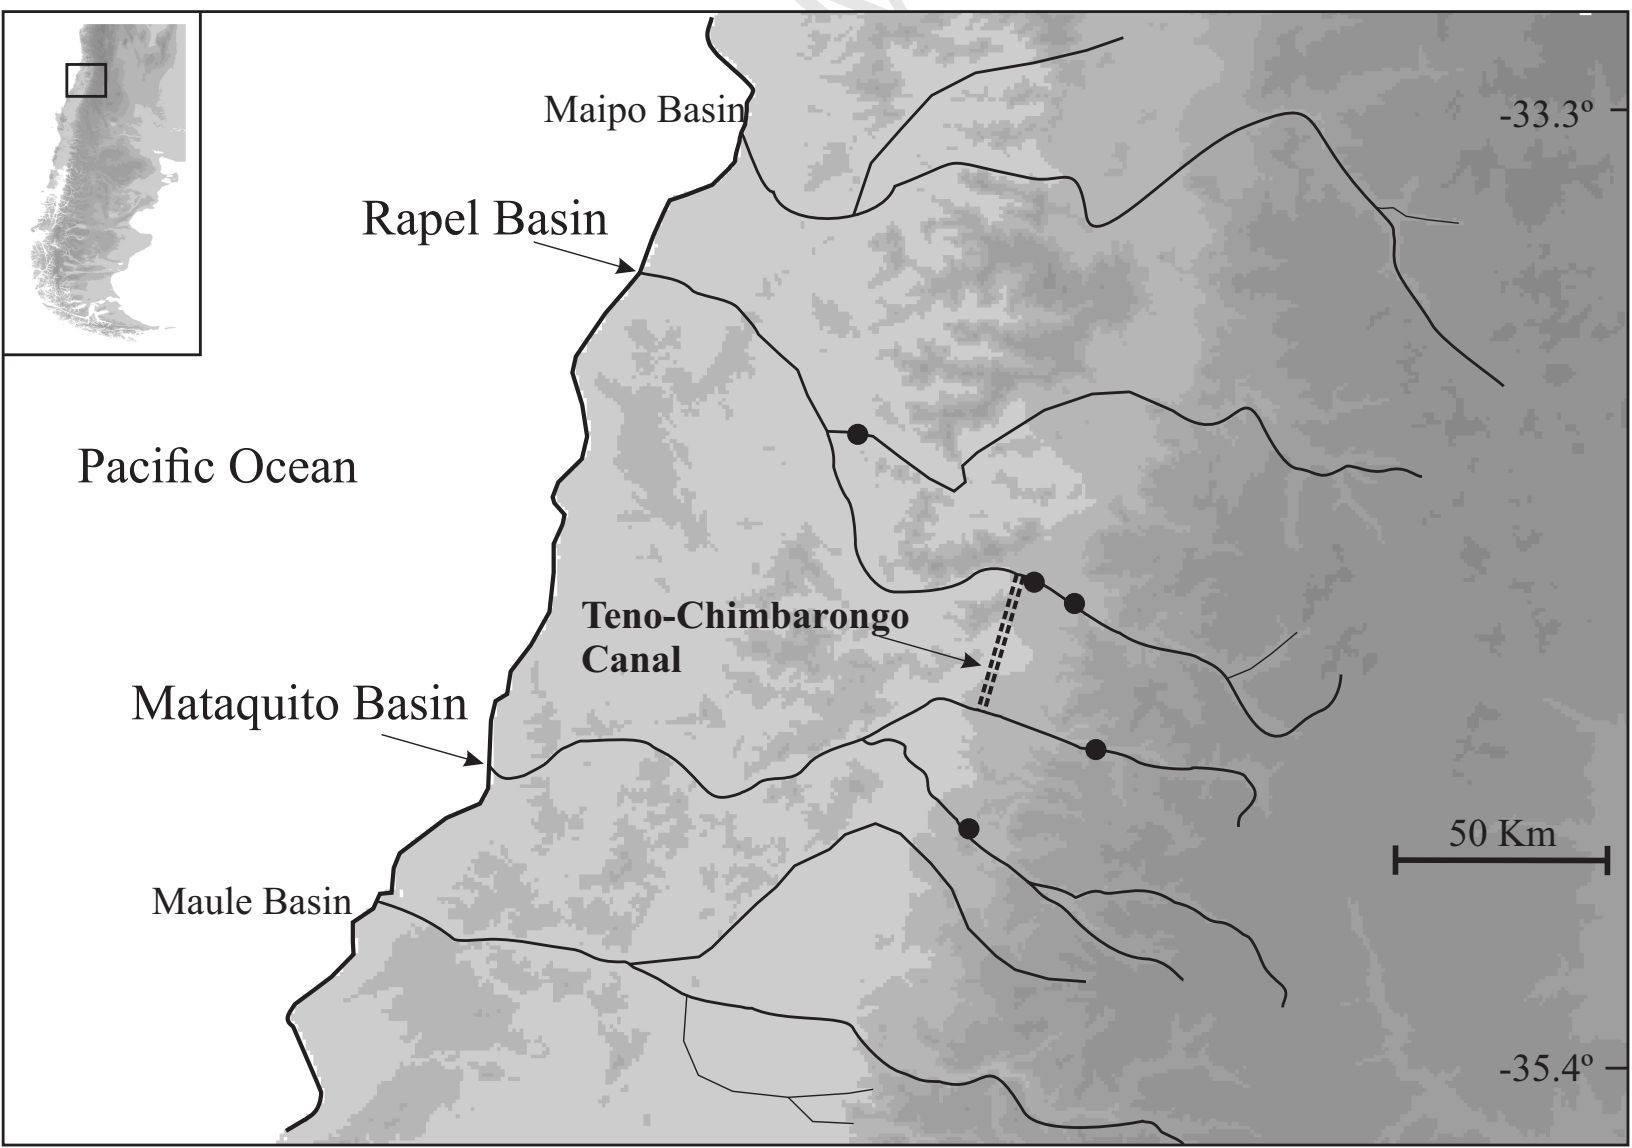 Maipo Basin
-33.3º
Rapel Basin
Pacific Ocean
Teno-Chimbarongo
Canal
Mataquito Basin
50 Km
Maule Basin
-35.4º